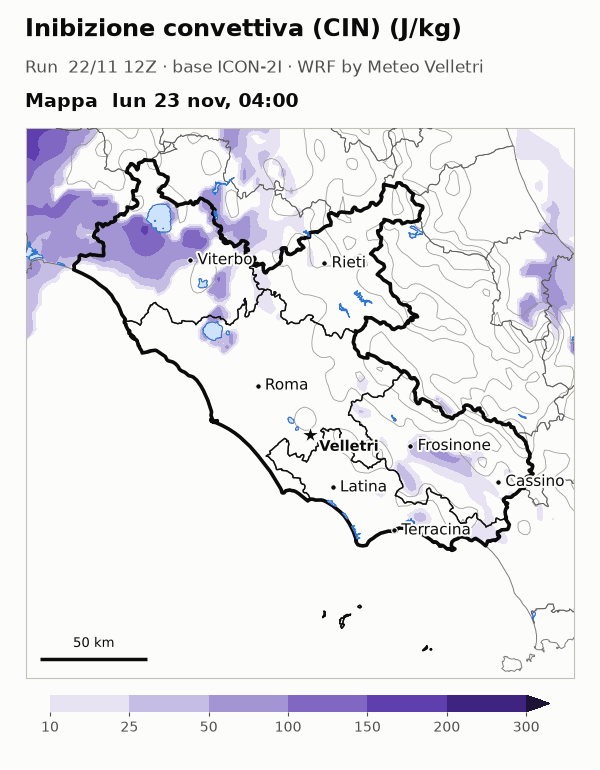 Inibizione convettiva (CIN) (J/kg)
Run 22/11 12Z · base ICON-2I · WRF by Meteo Velletri
Mappa lun 23 nov, 04:00
Viterbo
Rieti
Roma
Velletri
Frosinone
Cassino
Latina
Terracina
50 km
10 25 50 100 150 200 300